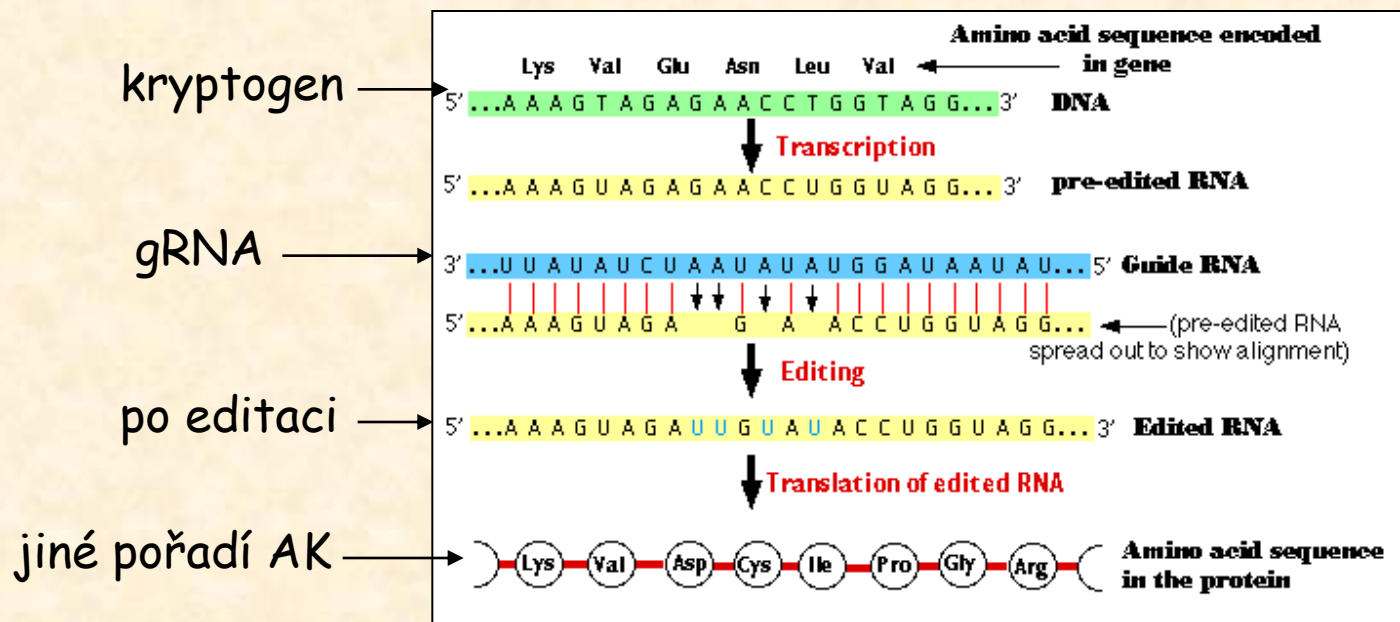 Amino acid sequence encoded
in gene
Lys Val Glu Asn Leu Val
kryptogen
5' ...A A A G T A G A G A A C C T G G T A G G... 3' DNA
Transcription
5' ...A A A G U A G A G A A C C U G G U A G G... 3' pre-edited RNA
gRNA
3' ...U U A U A U C U A A U A U A U G G A U A A U A U... 5' Guide RNA
5' ...A A A G U A G A G A A C C U G G U A G G... (pre-edited RNA
spread out to show alignment)
Editing
po editaci
5' ...A A A G U A G A U U G U A U A C C U G G U A G G... 3' Edited RNA
Translation of edited RNA
jiné pořadí AK
Lys Val Asp Cys Ile Pro Gly Arg
Amino acid sequence
in the protein